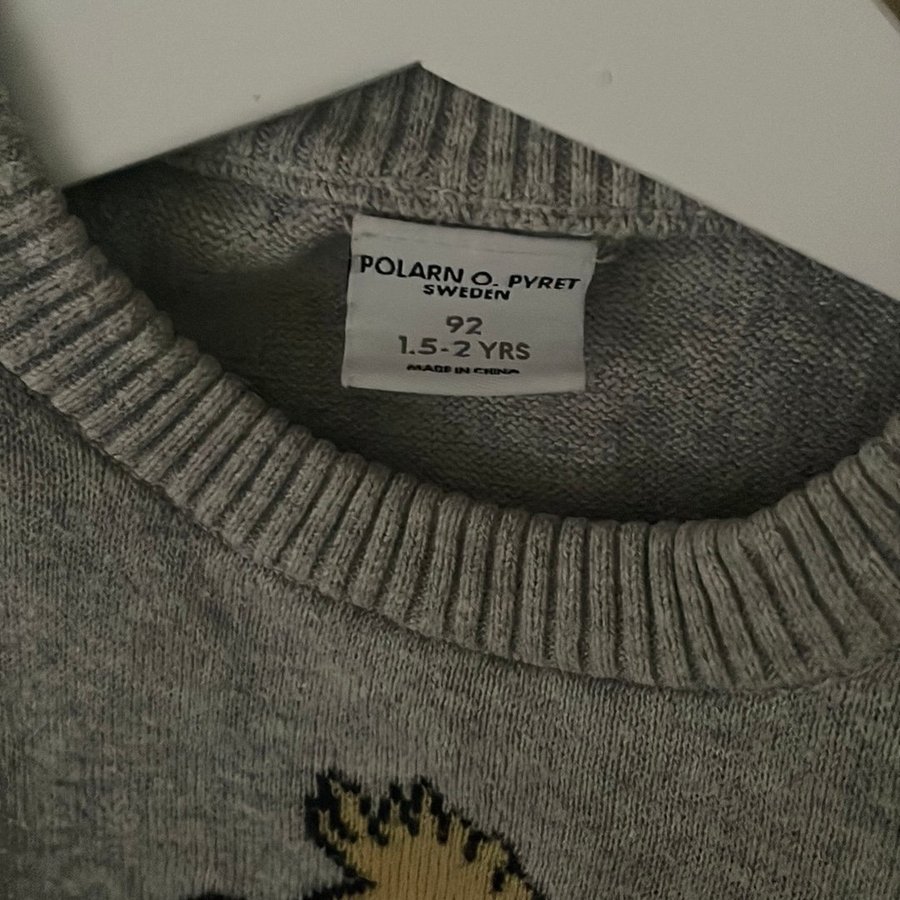 POLARN O. PYRET
SWEDEN
92
1.5-2 YRS
MADE IN CHINA